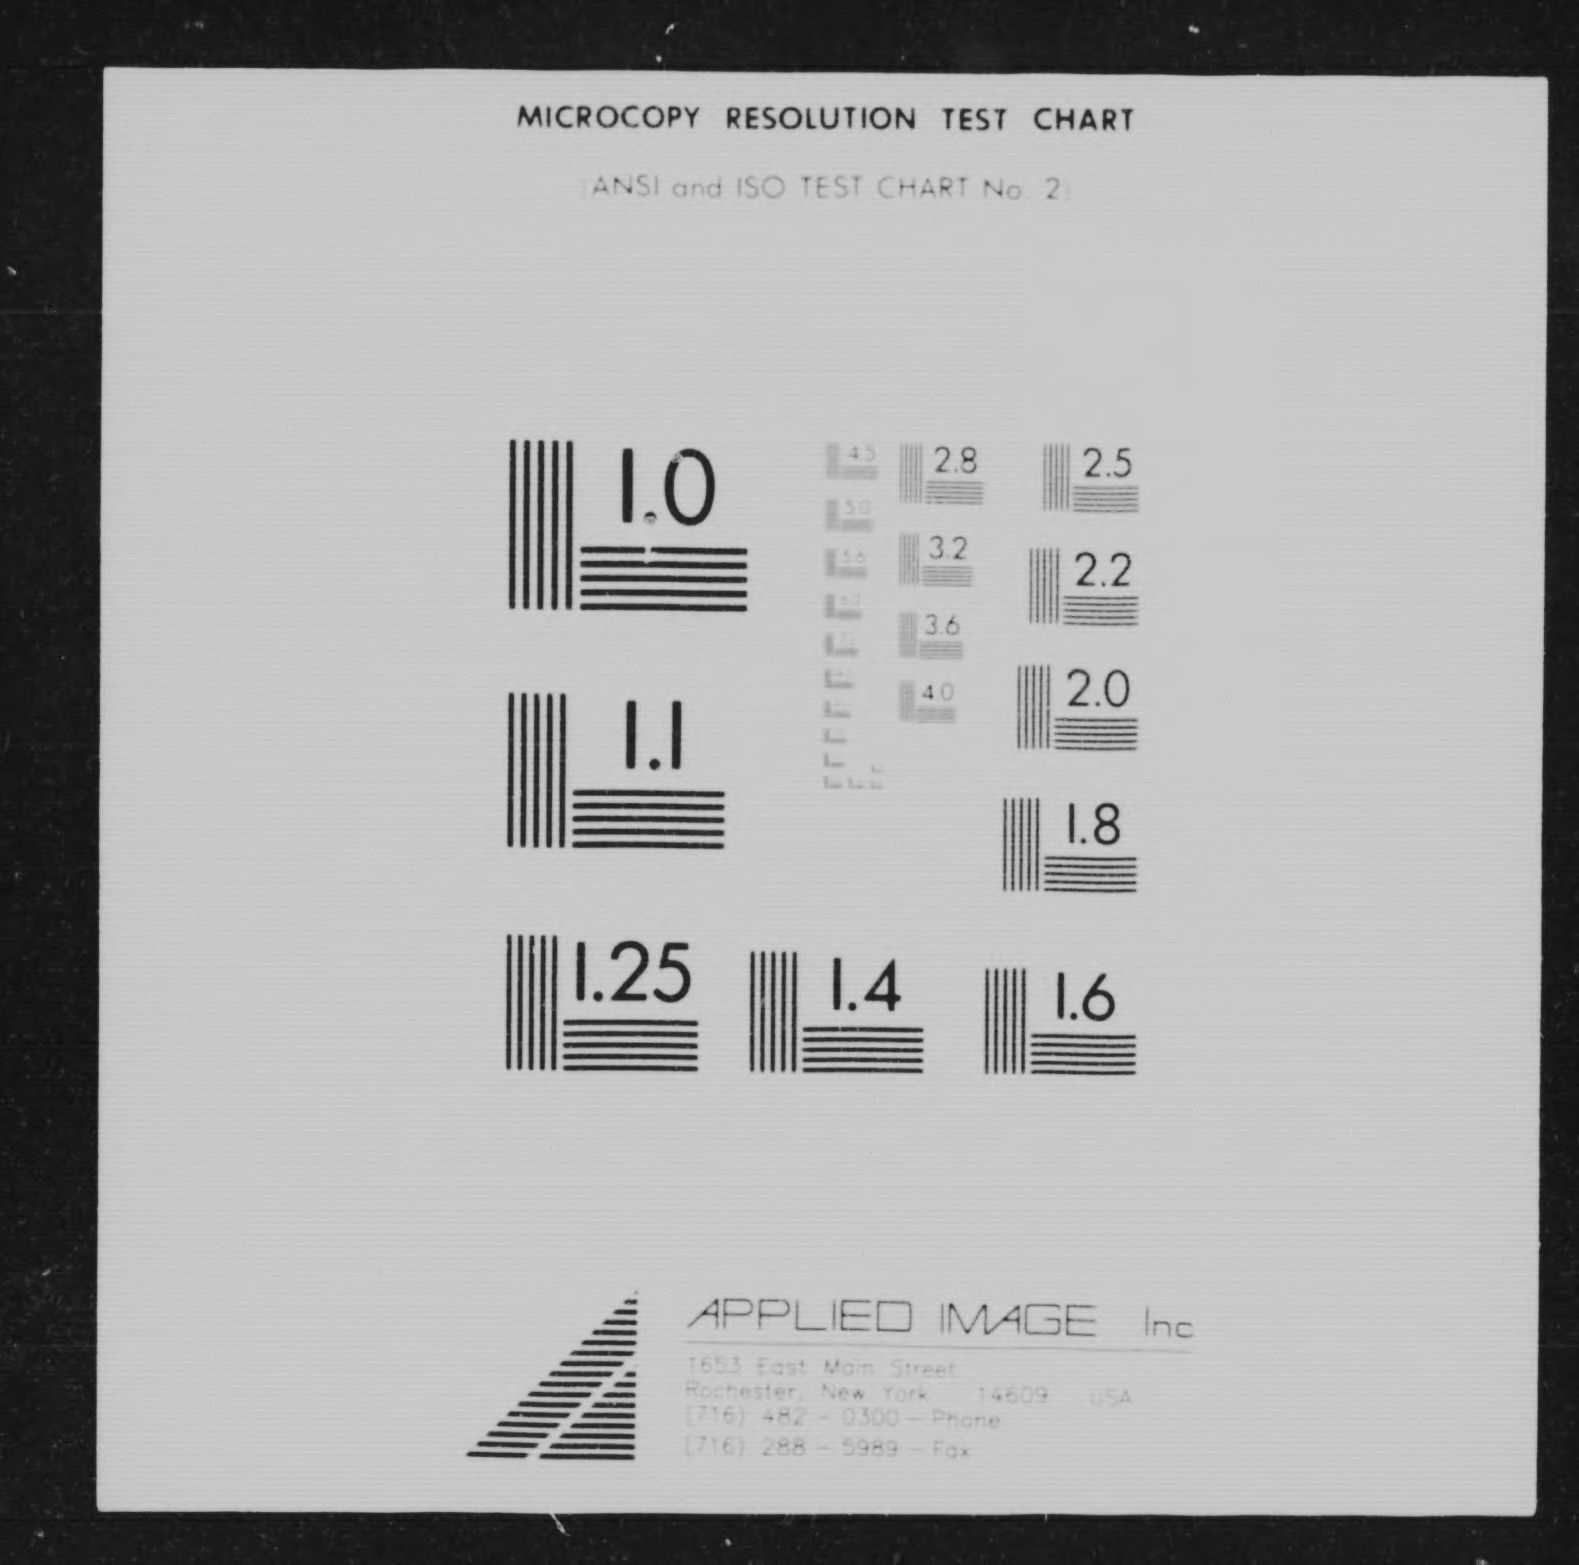 MICROCOPY RESOLUTION TEST CHART
(ANSI and ISO TEST CHART No. 2)
1.0
1.1
1.25
1.4
1.6
1.8
2.0
2.2
2.5
2.8
3.2
3.6
4.0
4.5
5.0
5.6
APPLIED IMAGE Inc
1653 East Main Street
Rochester, New York 14609 USA
(716) 482 - 0300 - Phone
(716) 288 - 5989 - Fax